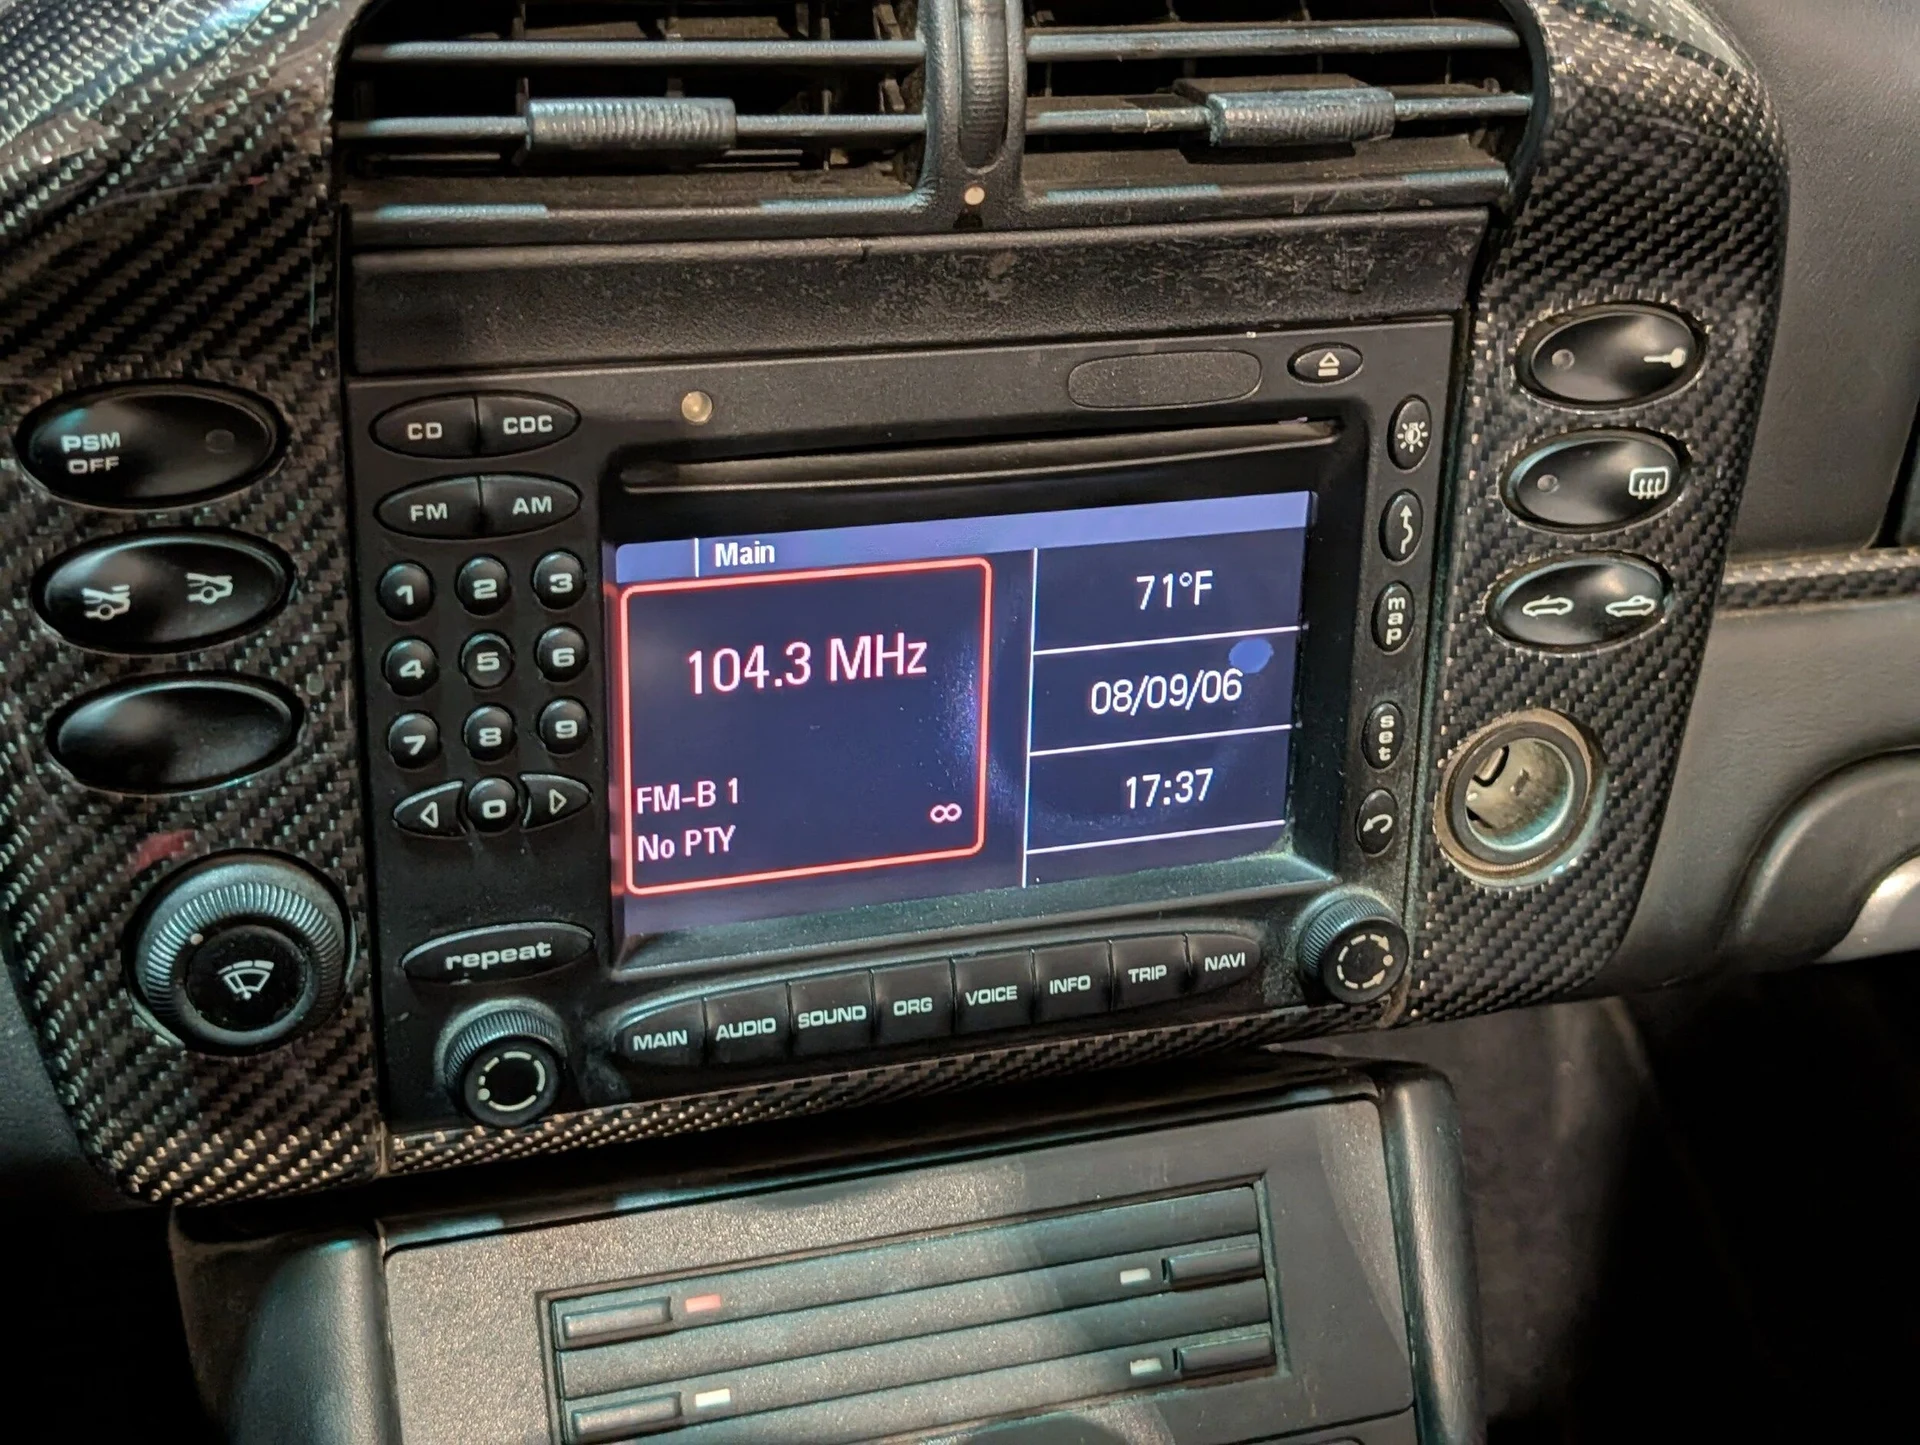 PSM
OFF
CD
CDC
FM
AM
1
2
3
4
5
6
7
8
9
0
repeat
Main
104.3 MHz
FM-B 1
∞
No PTY
71°F
08/09/06
17:37
map
set
MAIN
AUDIO
SOUND
ORG
VOICE
INFO
TRIP
NAVI